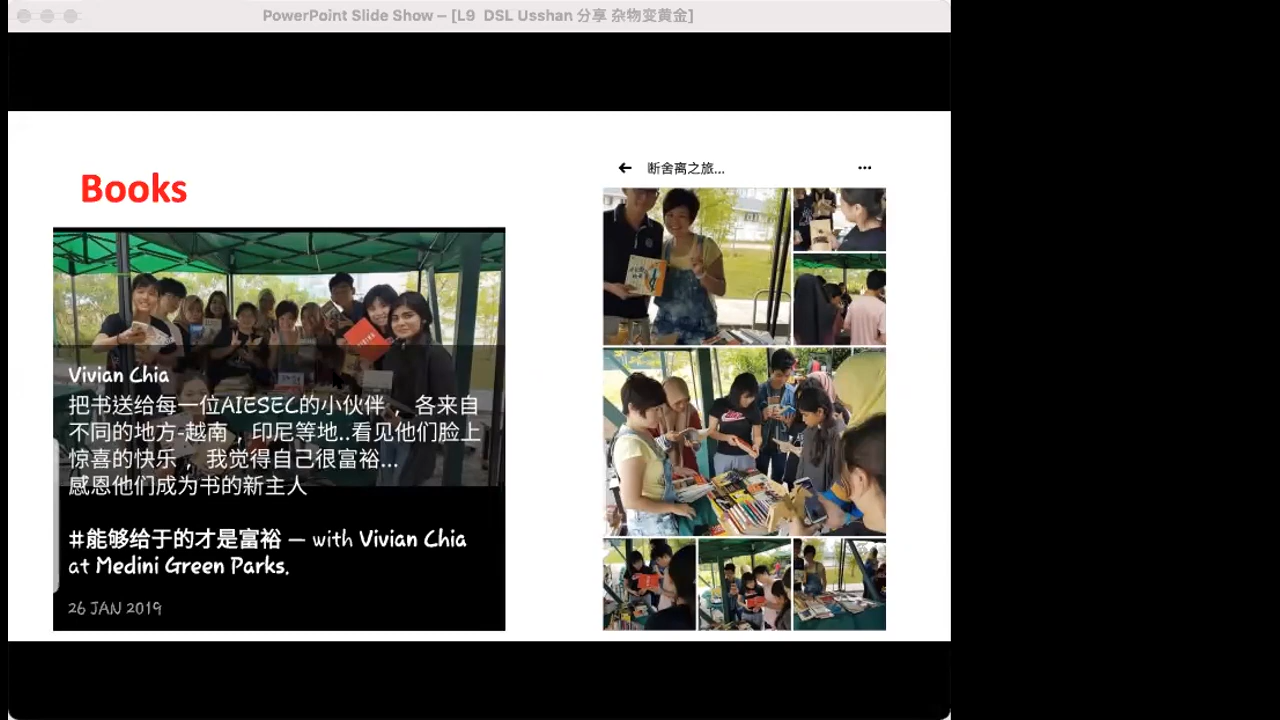 PowerPoint Slide Show – [L9 DSL Usshan 分享 杂物变黄金]
Books
Vivian Chia
把书送给每一位AIESEC的小伙伴 ，各来自
不同的地方-越南 ，印尼等地..看见他们脸上
惊喜的快乐 ， 我觉得自己很富裕...
感恩他们成为书的新主人
#能够给于的才是富裕 — with Vivian Chia
at Medini Green Parks.
26 JAN 2019
断舍离之旅...